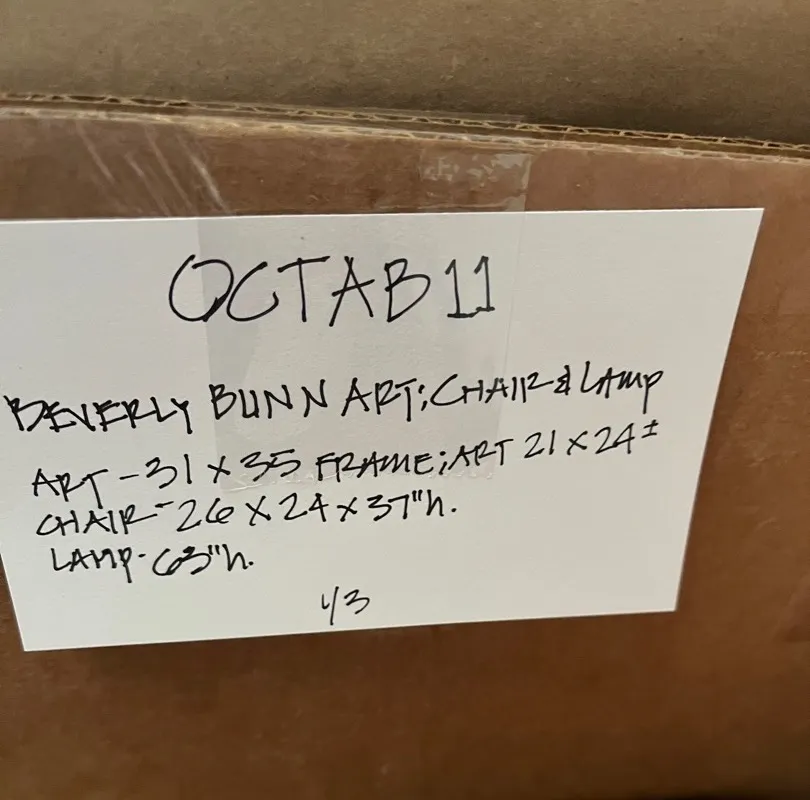 OCTAB11
BEVERLY BUNN ART; CHAIR & LAMP
ART - 31 X 35 FRAME; ART 21 X 24 ±
CHAIR - 26 X 24 X 37"h.
LAMP - 63"h.
1/3